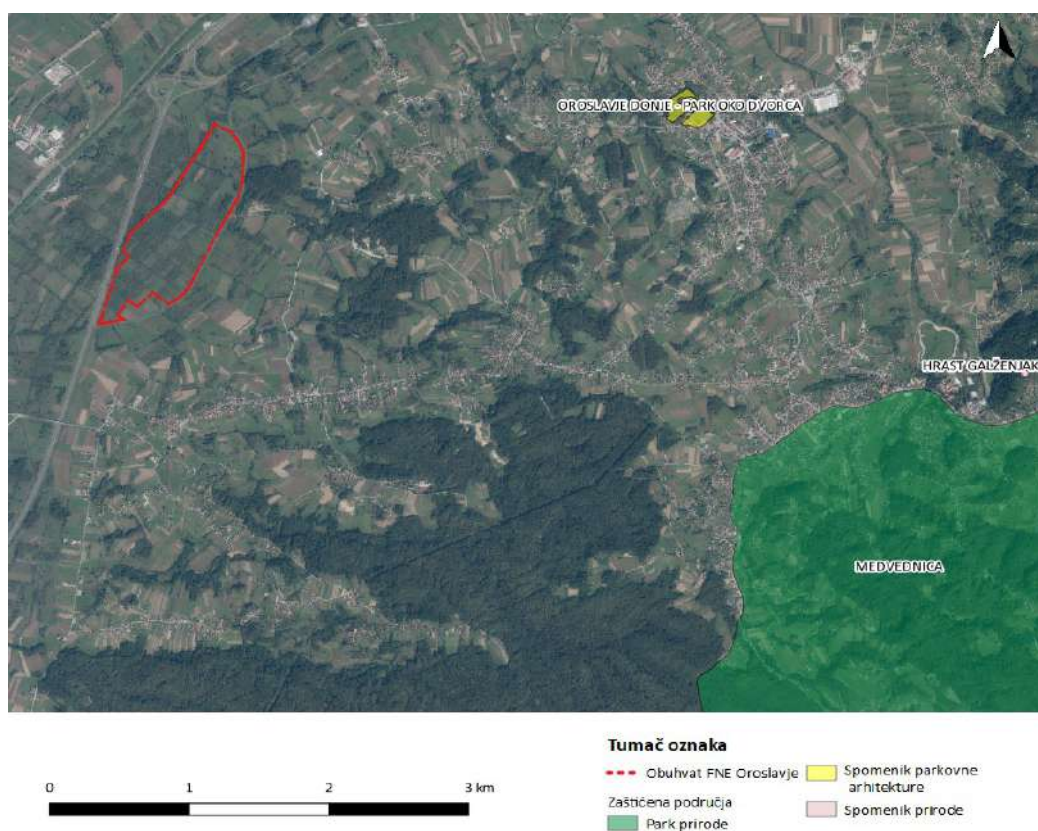 OROSLAVJE DONJE - PARK OKO DVORCA
HRAST GALŽENJAK
MEDVEDNICA
Tumač oznaka
0 1 2 3 km
Obuhvat FNE Oroslavje
Zaštićena područja
Park prirode
Spomenik parkovne
arhitekture
Spomenik prirode